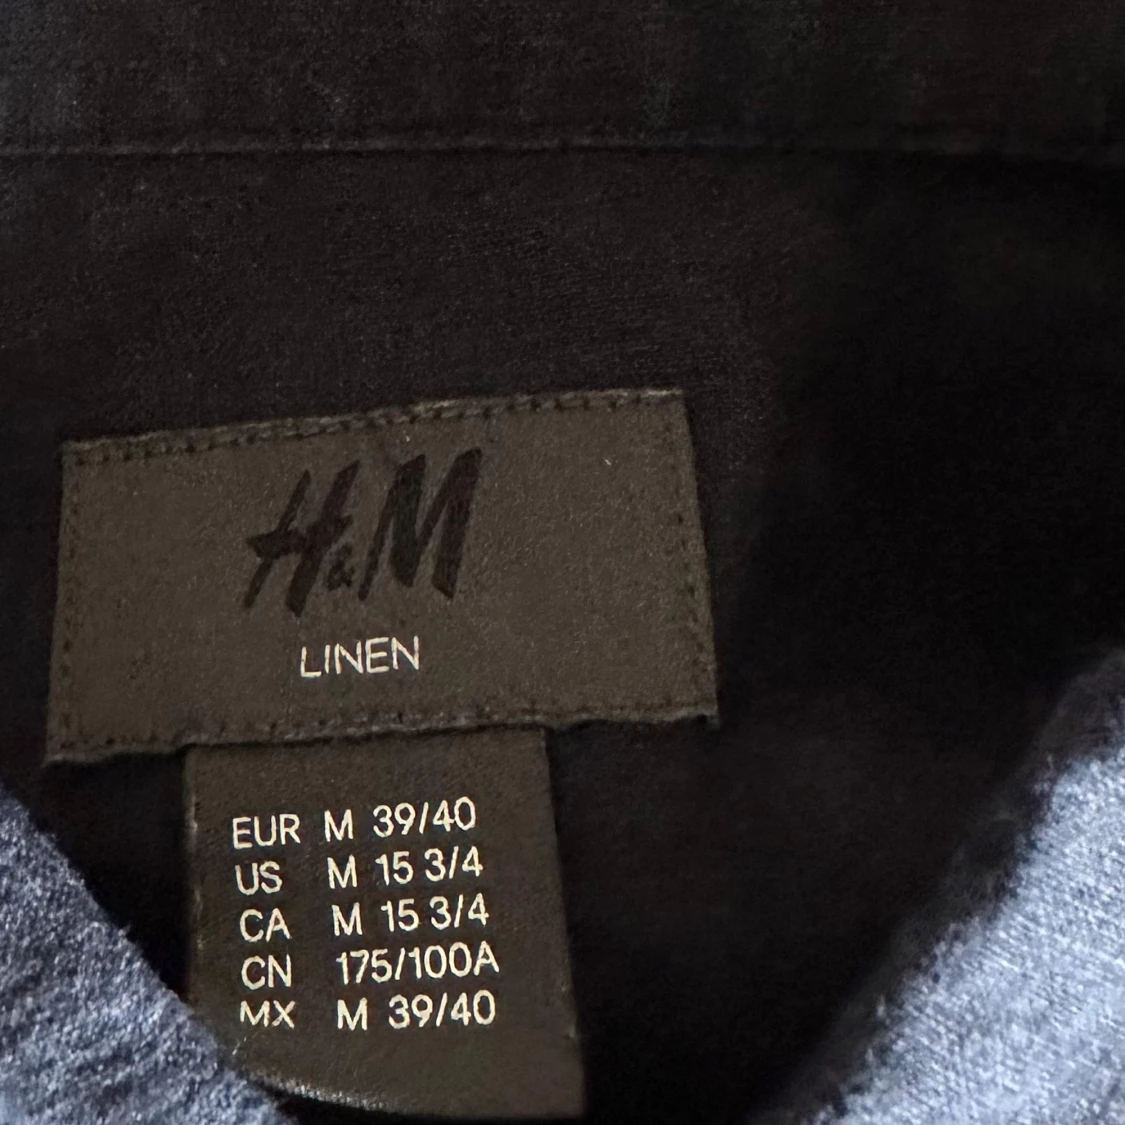 H&M
LINEN
EUR M 39/40
US M 15 3/4
CA M 15 3/4
CN 175/100A
MX M 39/40